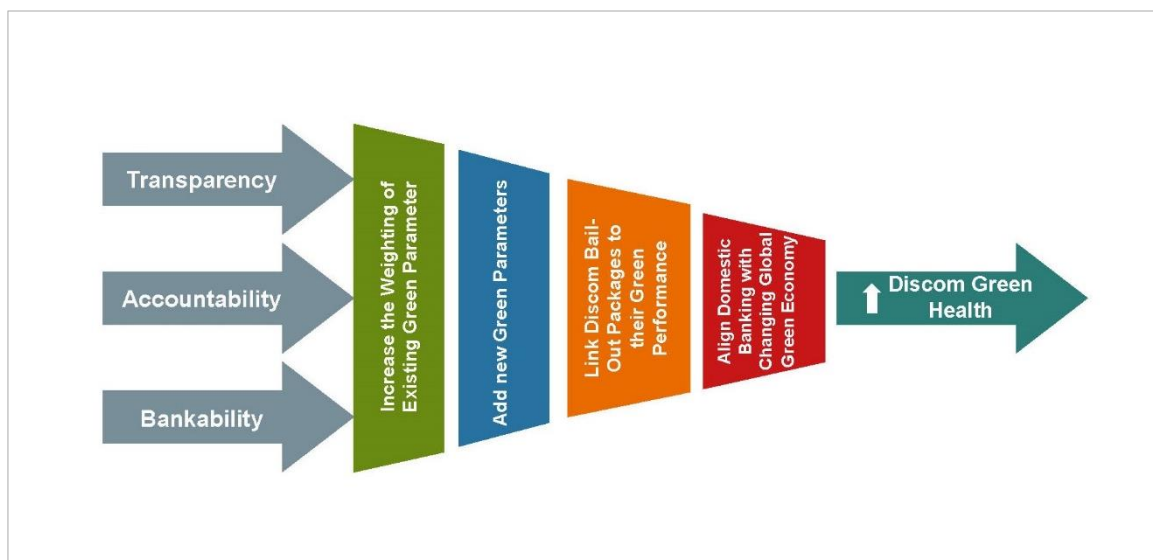 Transparency
Accountability
Bankability
Increase the Weighting of
Existing Green Parameter
Add new Green Parameters
Link Discom Bail-
Out Packages to
their Green
Performance
Align Domestic
Banking with
Changing Global
Green Economy
Discom Green
Health